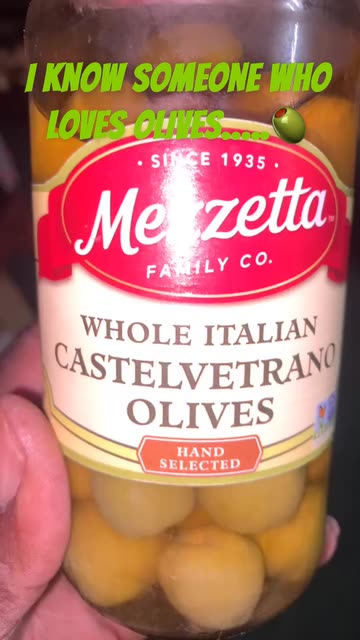 I KNOW SOMEONE WHO
LOVES OLIVES.....
· SINCE 1935 ·
Mezzetta
FAMILY CO.
WHOLE ITALIAN
CASTELVETRANO
OLIVES
HAND
SELECTED